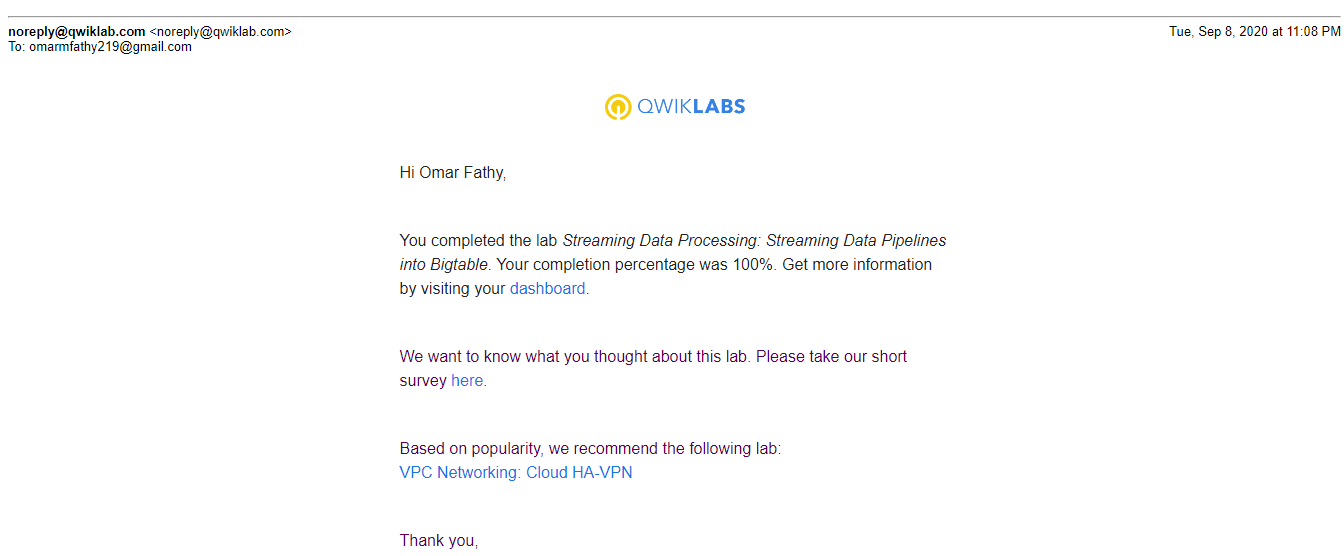 noreply@qwiklab.com <noreply@qwiklab.com> Tue, Sep 8, 2020 at 11:08 PM
To: omarmfathy219@gmail.com
QWIKLABS
Hi Omar Fathy,
You completed the lab Streaming Data Processing: Streaming Data Pipelines
into Bigtable. Your completion percentage was 100%. Get more information
by visiting your dashboard.
We want to know what you thought about this lab. Please take our short
survey here.
Based on popularity, we recommend the following lab:
VPC Networking: Cloud HA-VPN
Thank you,